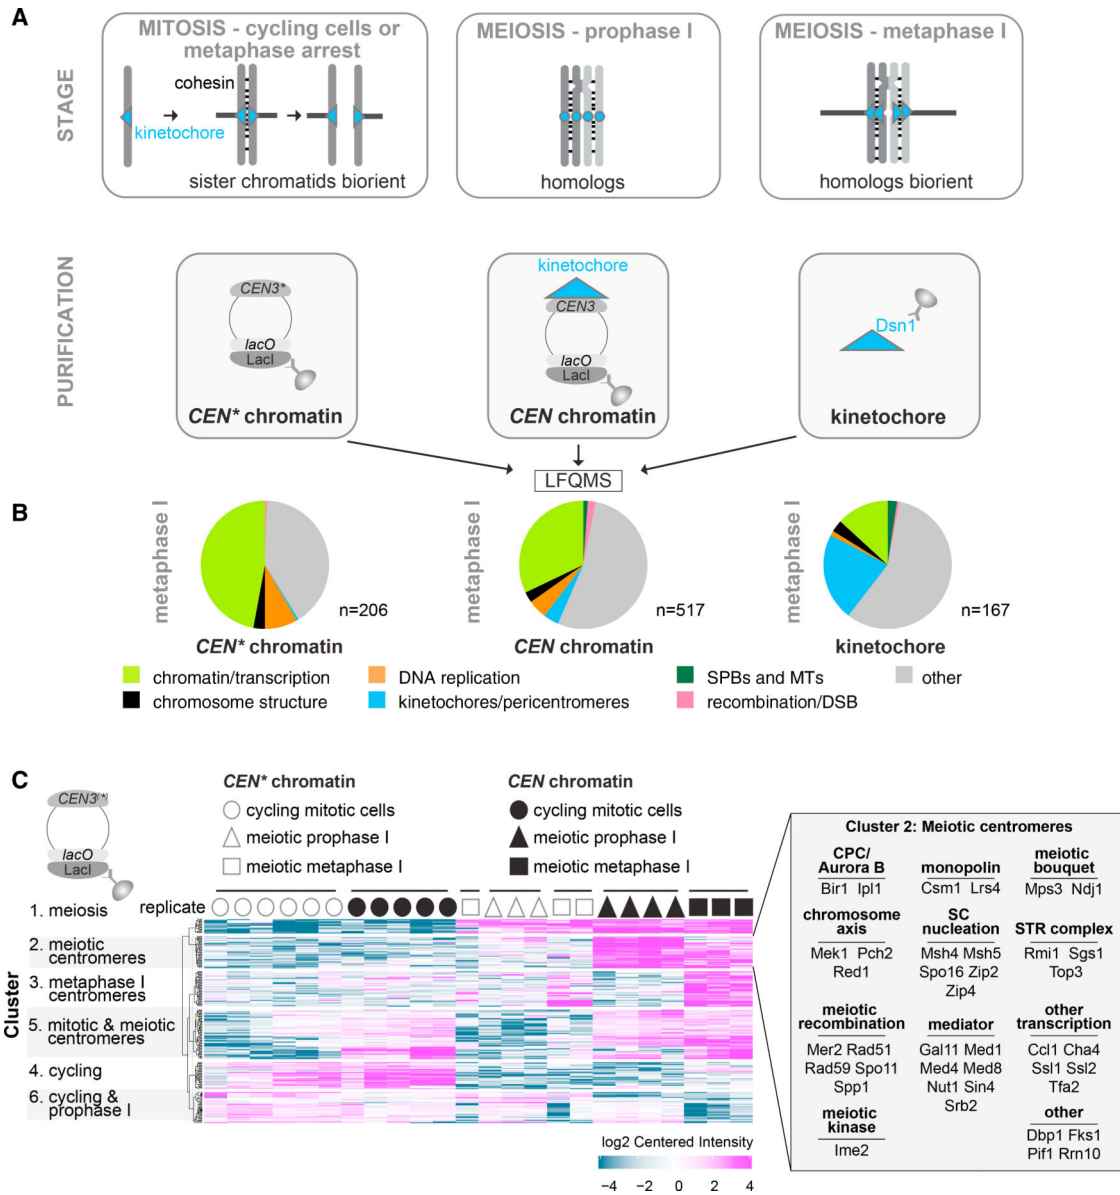 A
STAGE
MITOSIS - cycling cells or
metaphase arrest
cohesin
kinetochore
sister chromatids biorient
MEIOSIS - prophase I
homologs
MEIOSIS - metaphase I
homologs biorient
PURIFICATION
CEN3*
lacO
LacI
CEN* chromatin
kinetochore
CEN3
lacO
LacI
CEN chromatin
Dsn1
kinetochore
LFQMS
B
metaphase I
n=206
CEN* chromatin
metaphase I
n=517
CEN chromatin
metaphase I
n=167
kinetochore
chromatin/transcription
DNA replication
SPBs and MTs
other
chromosome structure
kinetochores/pericentromeres
recombination/DSB
C
CEN3(*)
lacO
LacI
CEN* chromatin
cycling mitotic cells
meiotic prophase I
meiotic metaphase I
CEN chromatin
cycling mitotic cells
meiotic prophase I
meiotic metaphase I
replicate
Cluster
1. meiosis
2. meiotic
centromeres
3. metaphase I
centromeres
5. mitotic & meiotic
centromeres
4. cycling
6. cycling &
prophase I
log2 Centered Intensity
−4 −2 0 2 4
Cluster 2: Meiotic centromeres
CPC/
Aurora B
Bir1 Ipl1
monopolin
Csm1 Lrs4
meiotic
bouquet
Mps3 Ndj1
chromosome
axis
Mek1 Pch2
Red1
SC
nucleation
Msh4 Msh5
Spo16 Zip2
Zip4
STR complex
Rmi1 Sgs1
Top3
meiotic
recombination
Mer2 Rad51
Rad59 Spo11
Spp1
mediator
Gal11 Med1
Med4 Med8
Nut1 Sin4
Srb2
other
transcription
Ccl1 Cha4
Ssl1 Ssl2
Tfa2
meiotic
kinase
Ime2
other
Dbp1 Fks1
Pif1 Rrn10